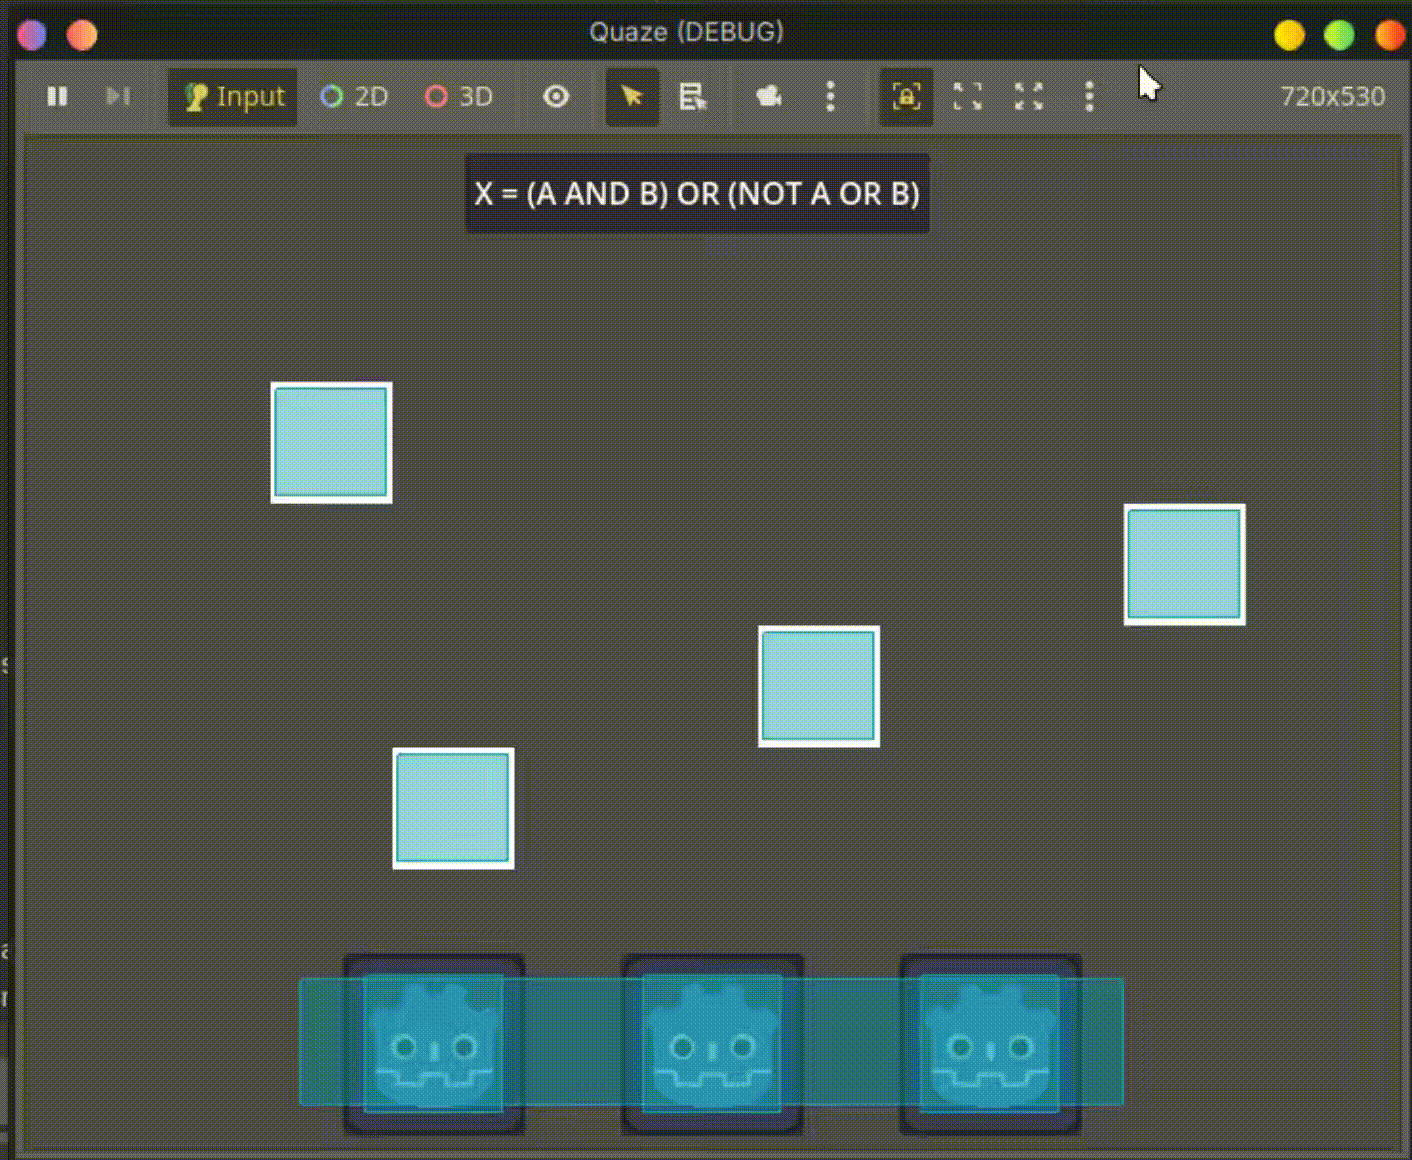 Quaze (DEBUG)
Input 2D 3D 720x530
X = (A AND B) OR (NOT A OR B)